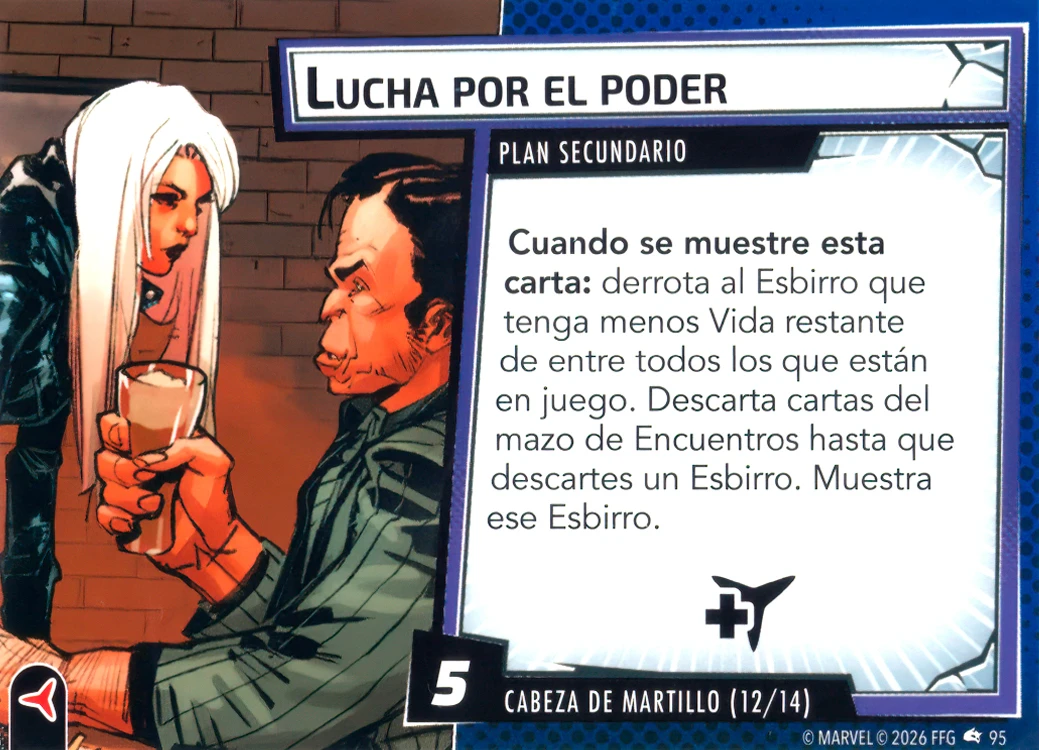 LUCHA POR EL PODER
PLAN SECUNDARIO
Cuando se muestre esta
carta: derrota al Esbirro que
tenga menos Vida restante
de entre todos los que están
en juego. Descarta cartas del
mazo de Encuentros hasta que
descartes un Esbirro. Muestra
ese Esbirro.
5
CABEZA DE MARTILLO (12/14)
© MARVEL © 2026 FFG 95